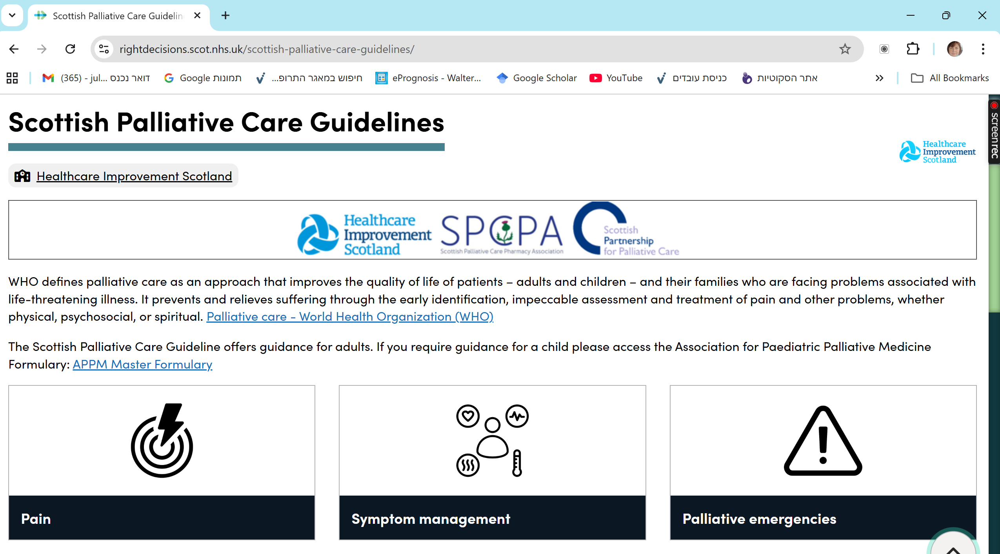 Scottish Palliative Care Guidelin
rightdecisions.scot.nhs.uk/scottish-palliative-care-guidelines/
(365) - jul... דואר נכנס
Google תמונות
חיפוש במאגר התרופ...
ePrognosis - Walter...
Google Scholar
YouTube
כניסת עובדים
אתר הסקוטיות
All Bookmarks
Scottish Palliative Care Guidelines
screenrec
Healthcare
Improvement
Scotland
Healthcare Improvement Scotland
Healthcare
Improvement
Scotland
SPCPA
Scottish Palliative Care Pharmacy Association
Scottish
Partnership
for Palliative Care
WHO defines palliative care as an approach that improves the quality of life of patients – adults and children – and their families who are facing problems associated with
life-threatening illness. It prevents and relieves suffering through the early identification, impeccable assessment and treatment of pain and other problems, whether
physical, psychosocial, or spiritual. Palliative care - World Health Organization (WHO)
The Scottish Palliative Care Guideline offers guidance for adults. If you require guidance for a child please access the Association for Paediatric Palliative Medicine
Formulary: APPM Master Formulary
Pain
Symptom management
Palliative emergencies